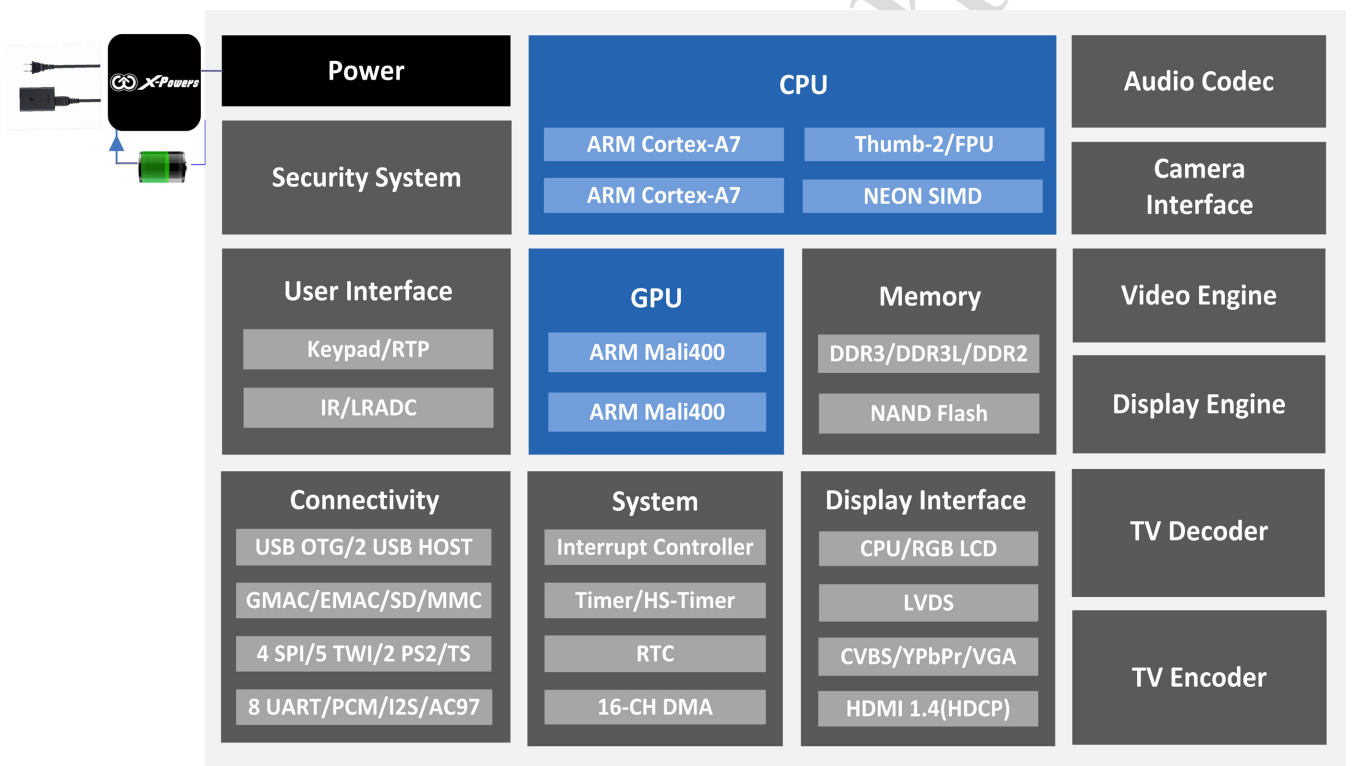 X-Powers
Power
Security System
CPU
ARM Cortex-A7
Thumb-2/FPU
ARM Cortex-A7
NEON SIMD
Audio Codec
Camera
Interface
User Interface
Keypad/RTP
IR/LRADC
GPU
ARM Mali400
ARM Mali400
Memory
DDR3/DDR3L/DDR2
NAND Flash
Video Engine
Display Engine
Connectivity
USB OTG/2 USB HOST
GMAC/EMAC/SD/MMC
4 SPI/5 TWI/2 PS2/TS
8 UART/PCM/I2S/AC97
System
Interrupt Controller
Timer/HS-Timer
RTC
16-CH DMA
Display Interface
CPU/RGB LCD
LVDS
CVBS/YPbPr/VGA
HDMI 1.4(HDCP)
TV Decoder
TV Encoder